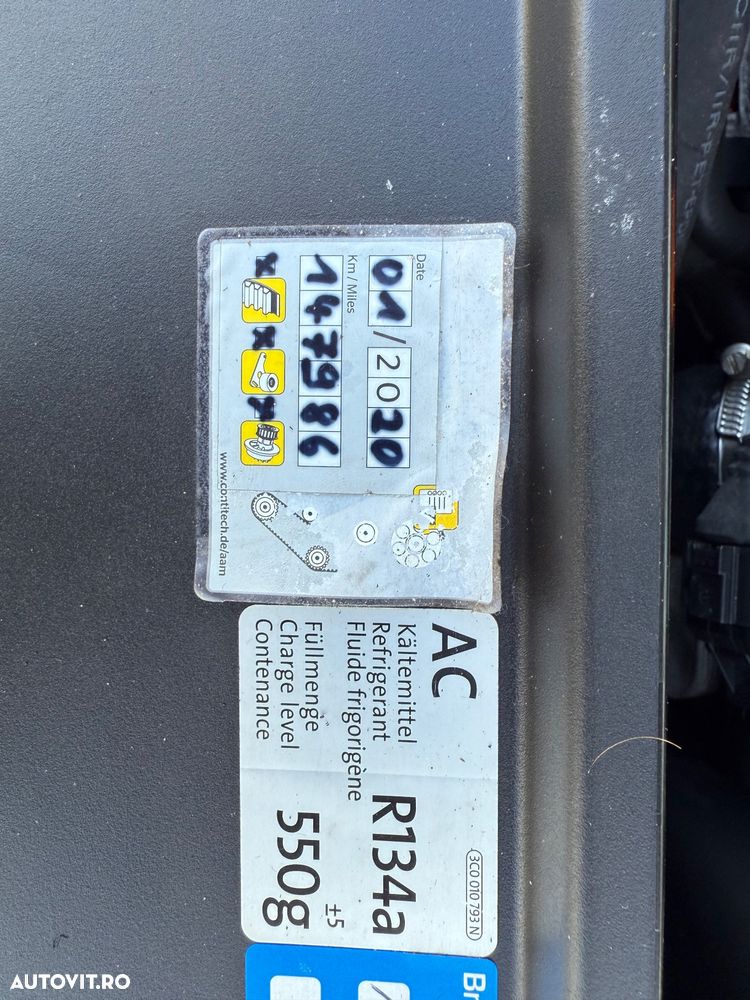 Date
01/2020
Km / Miles
147986
x x x
www.contitech.de/aam
AC
Kältemittel
Refrigerant
Fluide frigorigène
R134a
Füllmenge
Charge level
Contenance
550g
±5
3C0 010 793 N
Br
AUTOVIT.RO